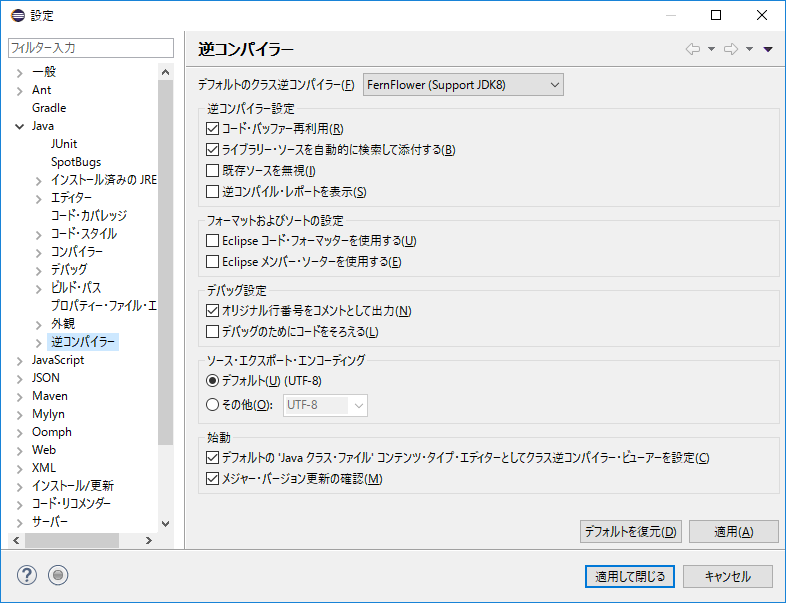 設定
フィルター入力
一般
Ant
Gradle
Java
JUnit
SpotBugs
インストール済みの JRE
エディター
コード・カバレッジ
コード・スタイル
コンパイラー
デバッグ
ビルド・パス
プロパティー・ファイル・エ
外観
逆コンパイラー
JavaScript
JSON
Maven
Mylyn
Oomph
Web
XML
インストール/更新
コード・リコメンダー
サーバー
逆コンパイラー
デフォルトのクラス逆コンパイラー(F) FernFlower (Support JDK8)
逆コンパイラー設定
コード・バッファー再利用(R)
ライブラリー・ソースを自動的に検索して添付する(B)
既存ソースを無視(I)
逆コンパイル・レポートを表示(S)
フォーマットおよびソートの設定
Eclipse コード・フォーマッターを使用する(U)
Eclipse メンバー・ソーターを使用する(E)
デバッグ設定
オリジナル行番号をコメントとして出力(N)
デバッグのためにコードをそろえる(L)
ソース・エクスポート・エンコーディング
デフォルト(U) (UTF-8)
その他(O): UTF-8
始動
デフォルトの 'Java クラス・ファイル' コンテンツ・タイプ・エディターとしてクラス逆コンパイラー・ビューアーを設定(C)
メジャー・バージョン更新の確認(M)
デフォルトを復元(D) 適用(A)
? 適用して閉じる キャンセル